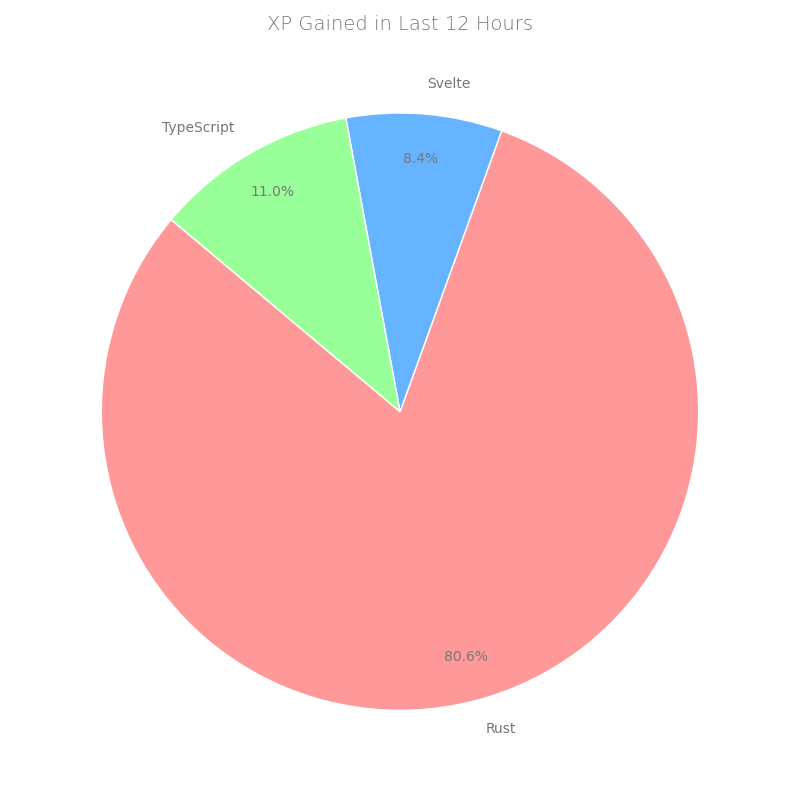 XP Gained in Last 12 Hours
Svelte
TypeScript
8.4%
11.0%
80.6%
Rust